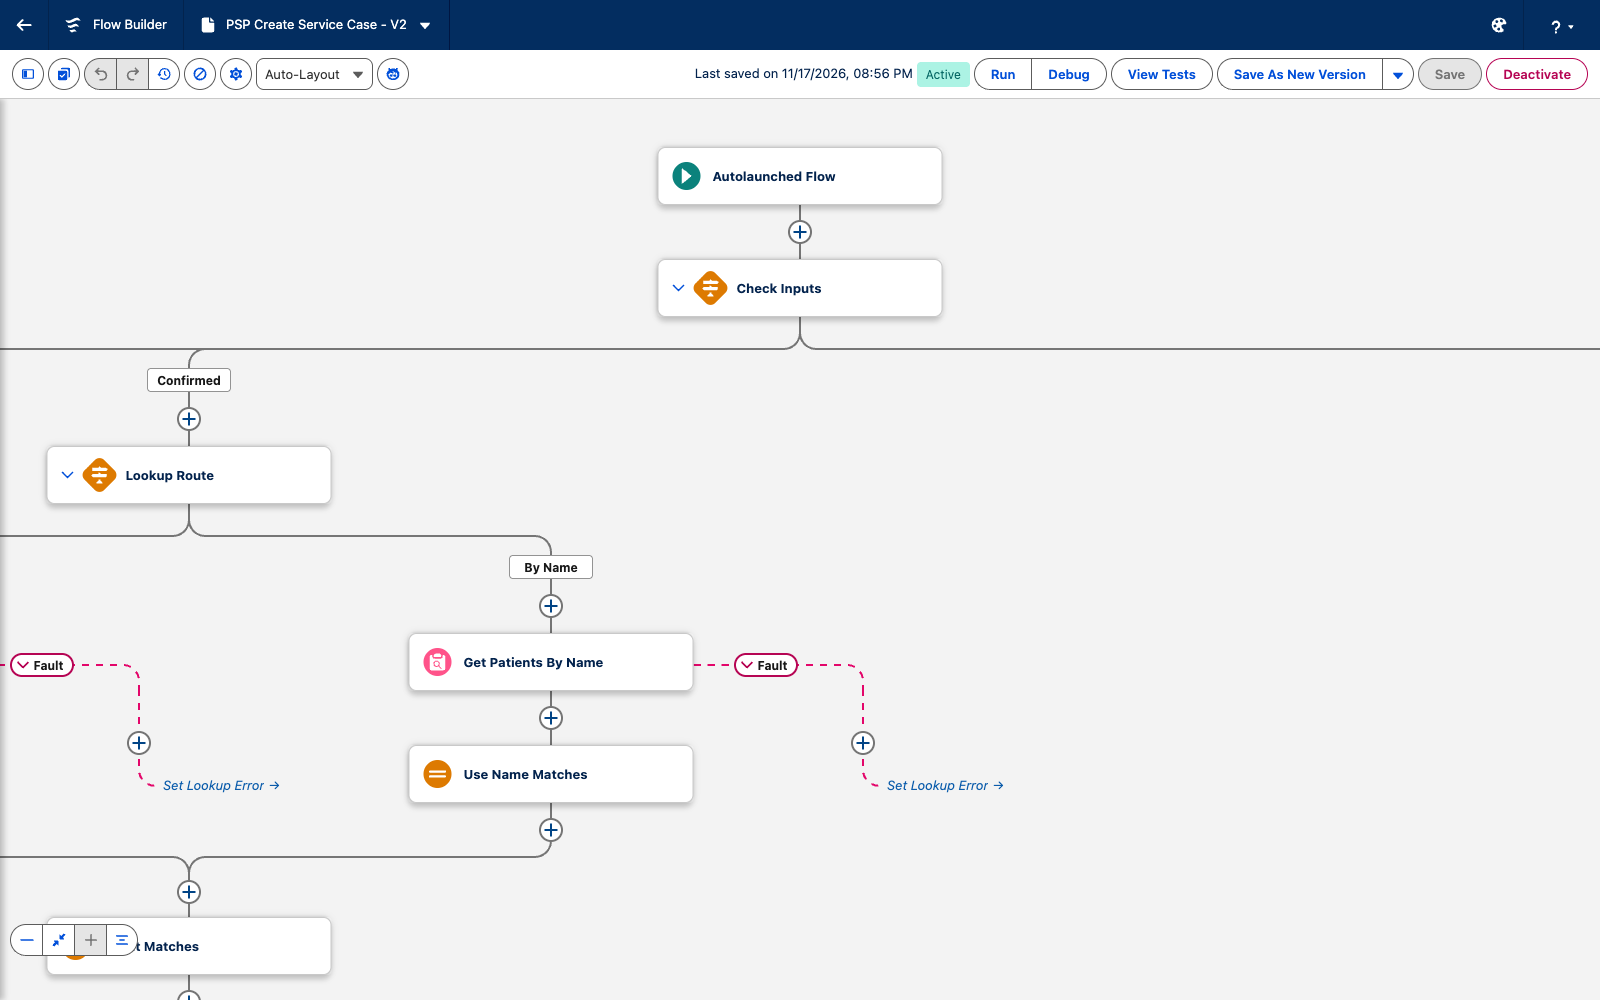 Flow Builder
PSP Create Service Case - V2
?
Auto-Layout
Last saved on 11/17/2026, 08:56 PM
Active
Run
Debug
View Tests
Save As New Version
Save
Deactivate
Autolaunched Flow
Check Inputs
Confirmed
Lookup Route
By Name
Fault
Get Patients By Name
Fault
Set Lookup Error →
Use Name Matches
Set Lookup Error →
t Matches